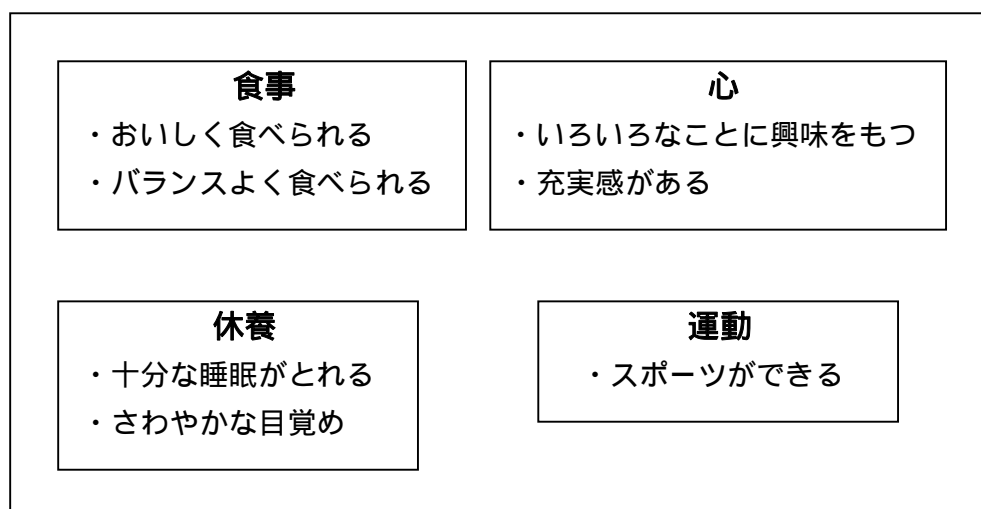 食事
・おいしく食べられる
・バランスよく食べられる
心
・いろいろなことに興味をもつ
・充実感がある
休養
・十分な睡眠がとれる
・さわやかな目覚め
運動
・スポーツができる